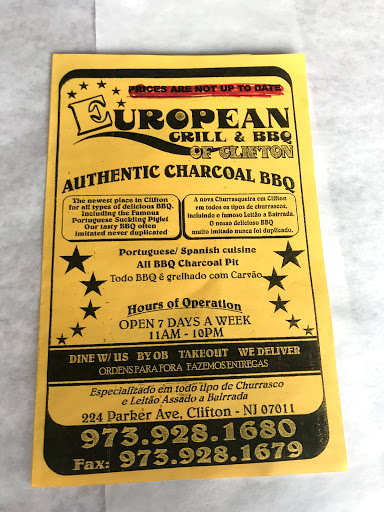 PRICES ARE NOT UP TO DATE
EUROPEAN
GRILL & BBQ
OF CLIFTON
AUTHENTIC CHARCOAL BBQ
The newest place in Clifton
for all types of delicious BBQ.
Including the Famous
Portuguese Suckling Piglet
Our tasty BBQ often
imitated never duplicated
A nova Churrasqueira em Clifton
em todos os tipo de churrasco,
incluindo o famoso Leitão a Bairrada.
O nosso delicioso BBQ
muito imitado nunca foi duplicado.
Portuguese/ Spanish cuisine
All BBQ Charcoal Pit
Todo BBQ é grelhado com Carvão
Hours of Operation
OPEN 7 DAYS A WEEK
11AM - 10PM
DINE W/ US BY OB TAKEOUT WE DELIVER
ORDENS PARA FORA FAZEMOS ENTREGAS
Especializado em todo tipo de Churrasco
e Leitão Assado a Bairrada
224 Parker Ave, Clifton - NJ 07011
973.928.1680
Fax: 973.928.1679